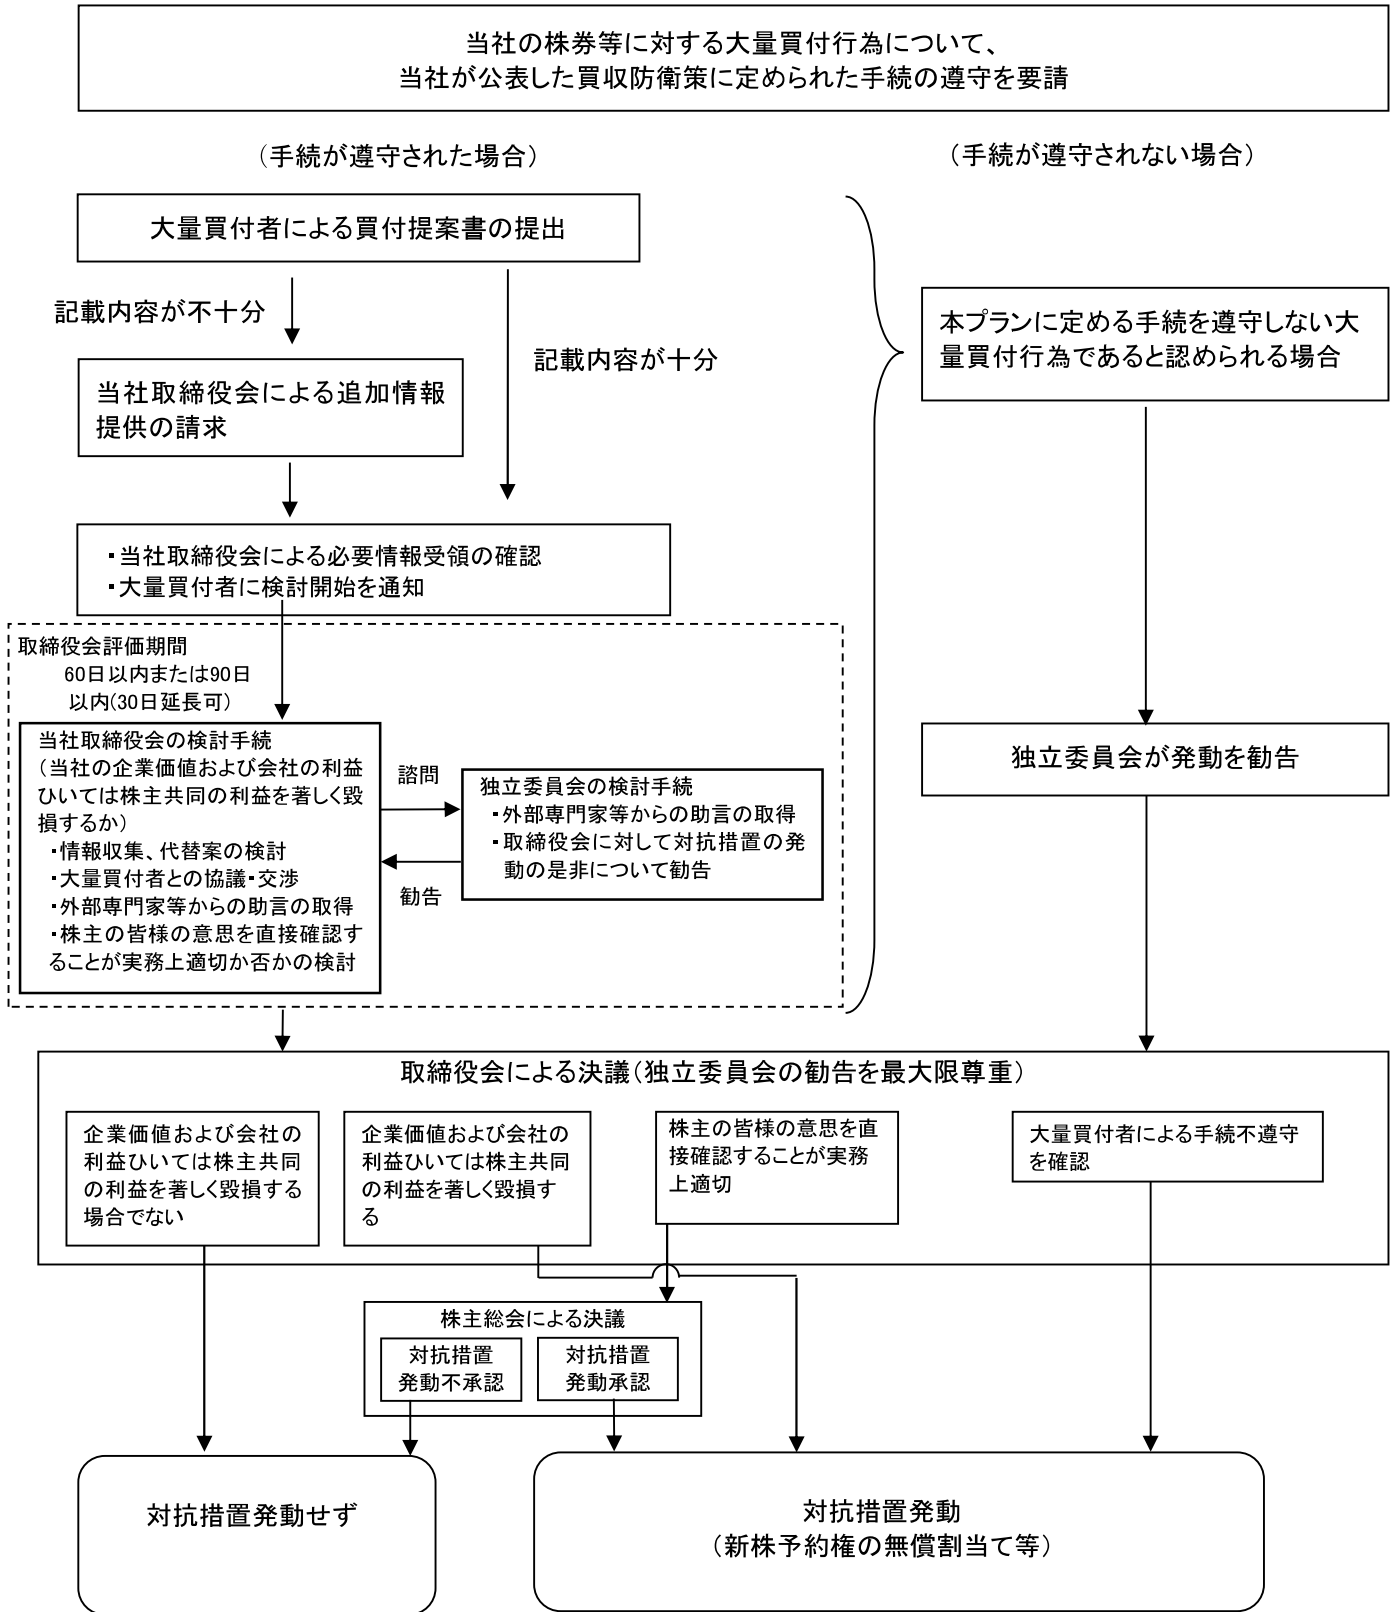 当社の株券等に対する大量買付行為について、
当社が公表した買収防衛策に定められた手続の遵守を要請
（手続が遵守された場合）
（手続が遵守されない場合）
大量買付者による買付提案書の提出
記載内容が不十分
記載内容が十分
本プランに定める手続を遵守しない大
量買付行為であると認められる場合
当社取締役会による追加情報
提供の請求
・当社取締役会による必要情報受領の確認
・大量買付者に検討開始を通知
取締役会評価期間
60日以内または90日
以内(30日延長可)
当社取締役会の検討手続
（当社の企業価値および会社の利益
ひいては株主共同の利益を著しく毀
損するか）
・情報収集、代替案の検討
・大量買付者との協議・交渉
・外部専門家等からの助言の取得
・株主の皆様の意思を直接確認す
ることが実務上適切か否かの検討
諮問
勧告
独立委員会の検討手続
・外部専門家等からの助言の取得
・取締役会に対して対抗措置の発
動の是非について勧告
独立委員会が発動を勧告
取締役会による決議（独立委員会の勧告を最大限尊重）
企業価値および会社の
利益ひいては株主共同
の利益を著しく毀損する
場合でない
企業価値および会社の
利益ひいては株主共同
の利益を著しく毀損す
る
株主の皆様の意思を直
接確認することが実務
上適切
大量買付者による手続不遵守
を確認
株主総会による決議
対抗措置
発動不承認
対抗措置
発動承認
対抗措置発動せず
対抗措置発動
（新株予約権の無償割当て等）